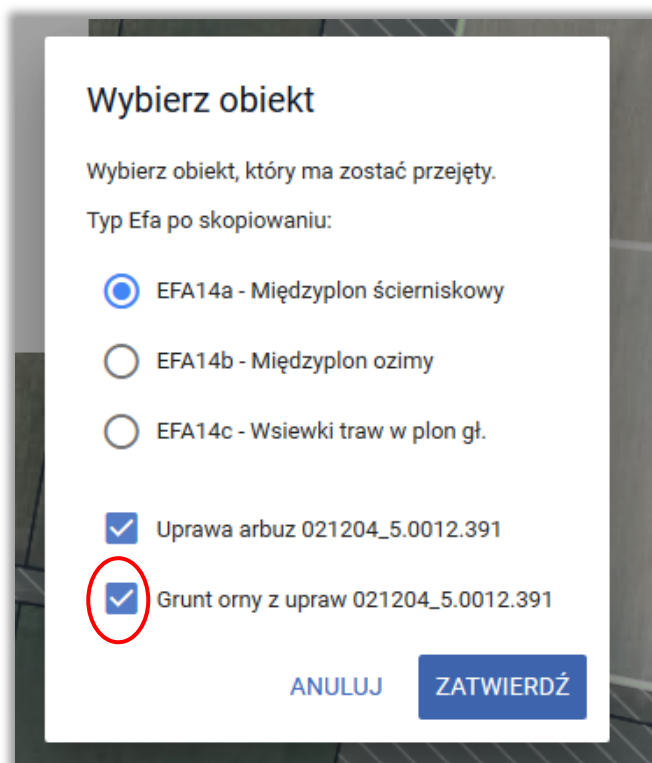 Wybierz obiekt
Wybierz obiekt, który ma zostać przejęty.
Typ Efa po skopiowaniu:
EFA14a - Międzyplon ścierniskowy
EFA14b - Międzyplon ozimy
EFA14c - Wsiewki traw w plon gł.
Uprawa arbuz 021204_5.0012.391
Grunt orny z upraw 021204_5.0012.391
ANULUJ ZATWIERDŹ